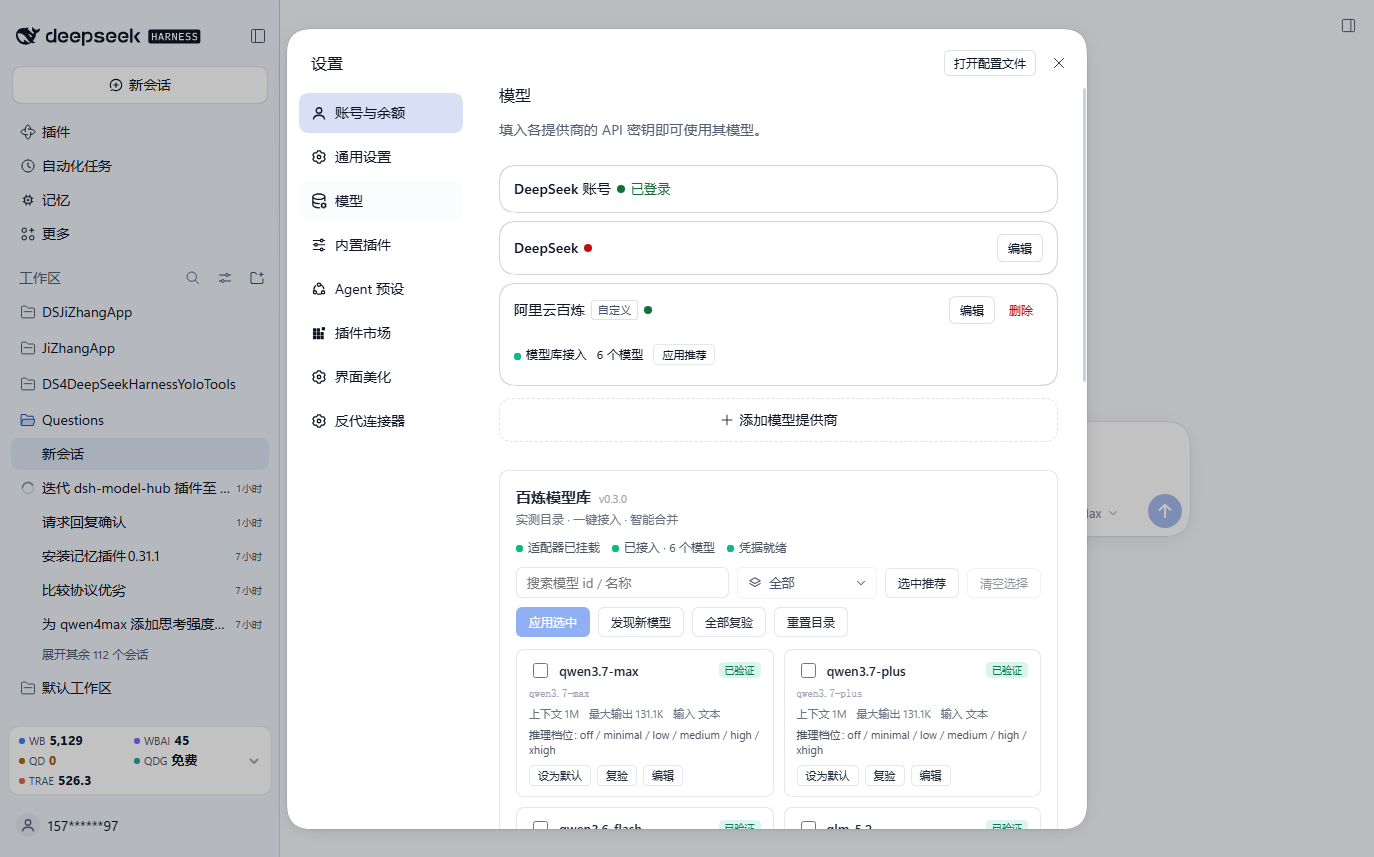 deepseek HARNESS
新会话
插件
自动化任务
记忆
更多
工作区
DSJiZhangApp
JiZhangApp
DS4DeepSeekHarnessYoloTools
Questions
新会话
迭代 dsh-model-hub 插件至 ... 1小时
请求回复确认 1小时
安装记忆插件0.31.1 7小时
比较协议优劣 7小时
为 qwen4max 添加思考强度... 7小时
展开其余 112 个会话
默认工作区
WB 5,129 WBAI 45
QD 0 QDG 免费
TRAE 526.3
157******97
设置
打开配置文件
账号与余额
通用设置
模型
内置插件
Agent 预设
插件市场
界面美化
反代连接器
模型
填入各提供商的 API 密钥即可使用其模型。
DeepSeek 账号 已登录
DeepSeek 编辑
阿里云百炼 自定义 编辑 删除
模型库接入 6 个模型 应用推荐
添加模型提供商
百炼模型库 v0.3.0
实测目录 · 一键接入 · 智能合并
适配器已挂载 已接入 · 6 个模型 凭据就绪
搜索模型 id / 名称 全部 选中推荐 清空选择
应用选中 发现新模型 全部复验 重置目录
qwen3.7-max 已验证
qwen3.7-max
上下文 1M 最大输出 131.1K 输入 文本
推理档位: off / minimal / low / medium / high /
xhigh
设为默认 复验 编辑
qwen3.7-plus 已验证
qwen3.7-plus
上下文 1M 最大输出 131.1K 输入 文本
推理档位: off / minimal / low / medium / high /
xhigh
设为默认 复验 编辑
qwen3.6-flash 已验证
glm-5.2 已验证